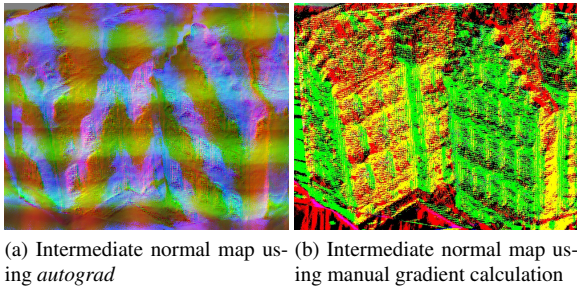 (a) Intermediate normal map us-
ing autograd
(b) Intermediate normal map us-
ing manual gradient calculation